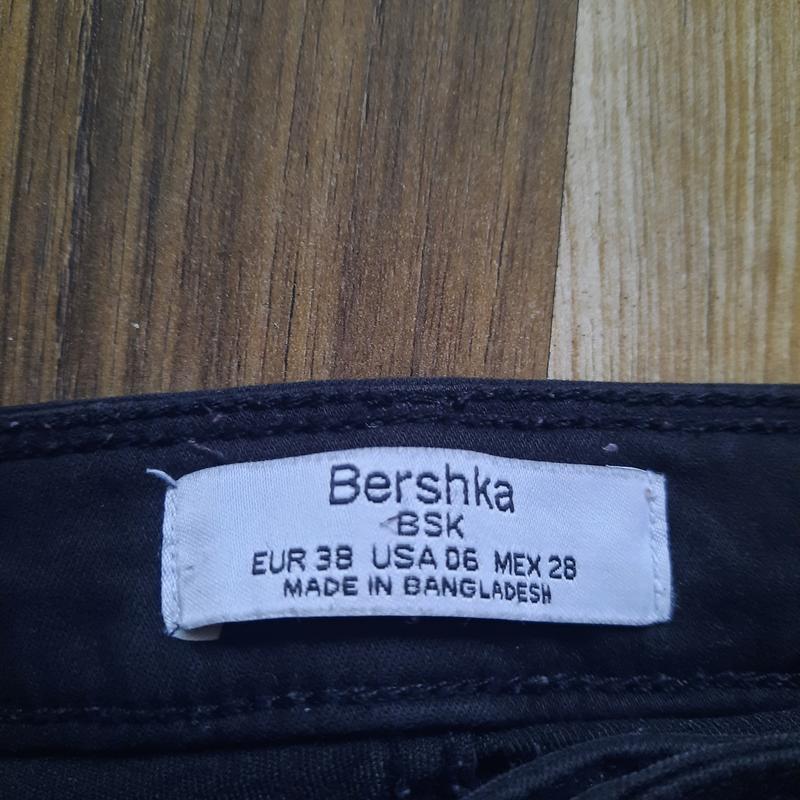 Bershka
BSK
EUR 38 USA 06 MEX 28
MADE IN BANGLADESH